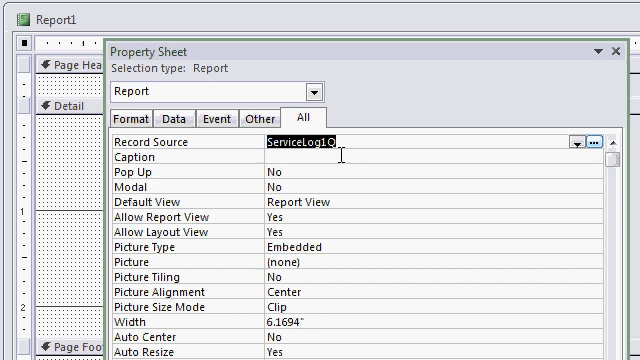 Report1
Property Sheet
Selection type: Report
Page Hea
Report
Detail
Format Data Event Other All
Record Source ServiceLog1Q
Caption
Pop Up No
Modal No
Default View Report View
Allow Report View Yes
Allow Layout View Yes
Picture Type Embedded
Picture (none)
Picture Tiling No
Picture Alignment Center
Picture Size Mode Clip
Width 6.1694"
Auto Center No
Auto Resize Yes
1
2
Page Foo